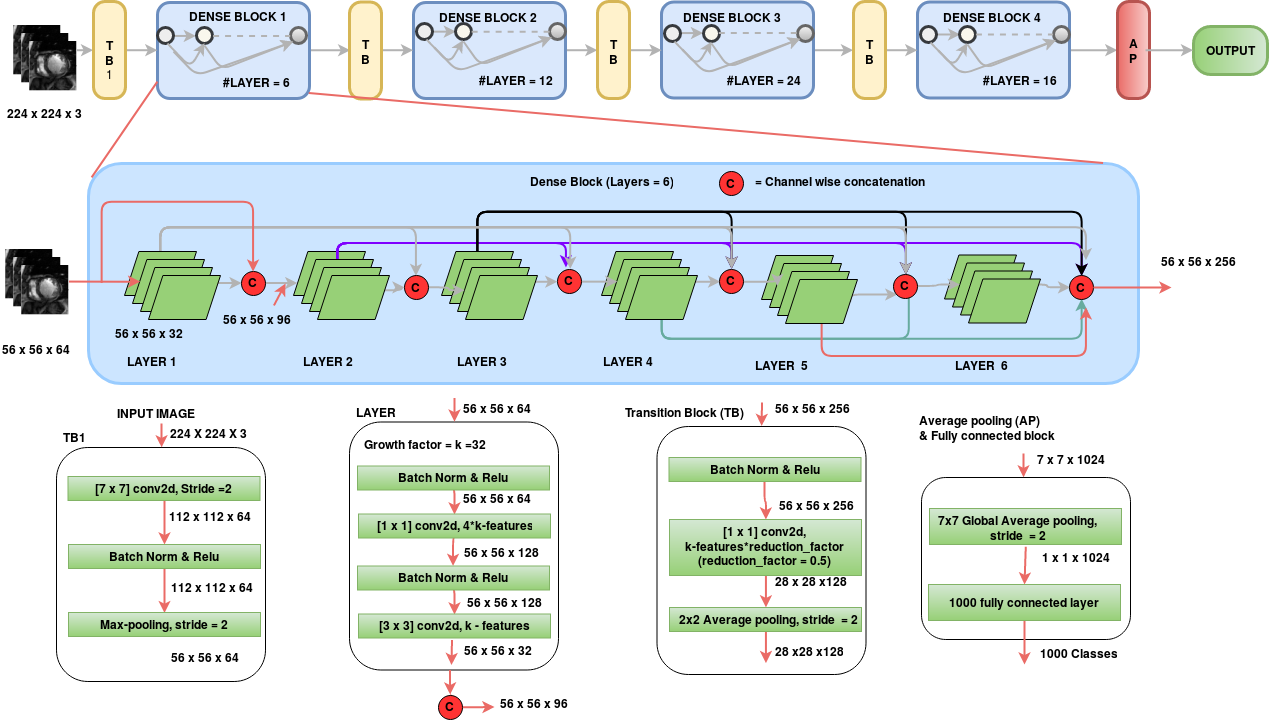 DENSE BLOCK 1
DENSE BLOCK 2
DENSE BLOCK 3
DENSE BLOCK 4
T
B
1
T
B
T
B
T
B
A
P
OUTPUT
#LAYER = 6
#LAYER = 12
#LAYER = 24
#LAYER = 16
224 x 224 x 3
Dense Block (Layers = 6)
C
= Channel wise concatenation
56 x 56 x 256
C
C
C
C
C
C
56 x 56 x 96
56 x 56 x 32
56 x 56 x 64
LAYER 1
LAYER 2
LAYER 3
LAYER 4
LAYER 5
LAYER 6
INPUT IMAGE
224 X 224 X 3
TB1
[7 x 7] conv2d, Stride =2
112 x 112 x 64
Batch Norm & Relu
112 x 112 x 64
Max-pooling, stride = 2
56 x 56 x 64
56 x 56 x 64
LAYER
Growth factor = k =32
Batch Norm & Relu
56 x 56 x 64
[1 x 1] conv2d, 4*k-features
56 x 56 x 128
Batch Norm & Relu
56 x 56 x 128
[3 x 3] conv2d, k - features
56 x 56 x 32
C
56 x 56 x 96
Transition Block (TB)
56 x 56 x 256
Batch Norm & Relu
56 x 56 x 256
[1 x 1] conv2d,
k-features*reduction_factor
(reduction_factor = 0.5)
28 x 28 x128
2x2 Average pooling, stride = 2
28 x28 x128
Average pooling (AP)
& Fully connected block
7 x 7 x 1024
7x7 Global Average pooling,
stride = 2
1 x 1 x 1024
1000 fully connected layer
1000 Classes